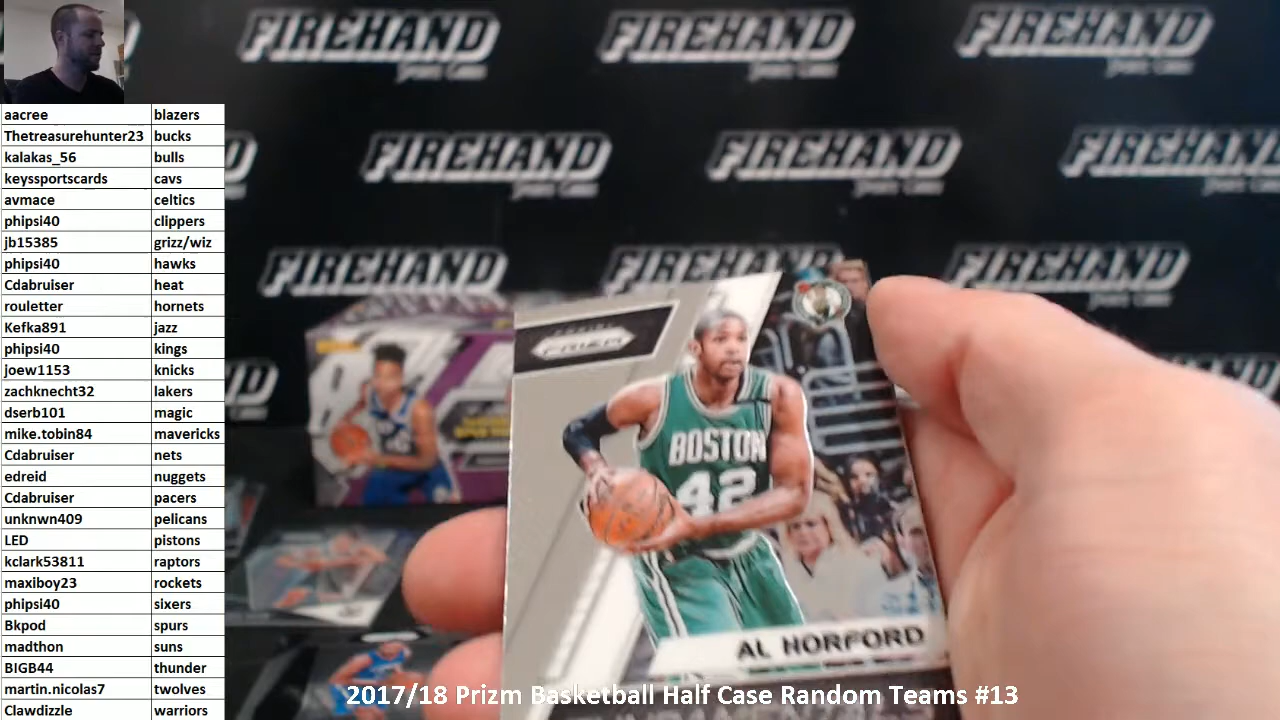 FIREHAND FIREHAND FIREHAND
FIREHAND FIREHAND FIREHAND
FIREHAND FIREHAND FIREHAND
aacree blazers
Thetreasurehunter23 bucks
kalakas_56 bulls
keyssportscards cavs
avmace celtics
phipsi40 clippers
jb15385 grizz/wiz
phipsi40 hawks
Cdabruiser heat
rouletter hornets
Kefka891 jazz
phipsi40 kings
joew1153 knicks
zachknecht32 lakers
dserb101 magic
mike.tobin84 mavericks
Cdabruiser nets
edreid nuggets
Cdabruiser pacers
unknwn409 pelicans
LED pistons
kclark53811 raptors
maxiboy23 rockets
phipsi40 sixers
Bkpod spurs
madthon suns
BIGB44 thunder
martin.nicolas7 twolves
Clawdizzle warriors
PRIZM
BOSTON
42
AL HORFORD
2017/18 Prizm Basketball Half Case Random Teams #13